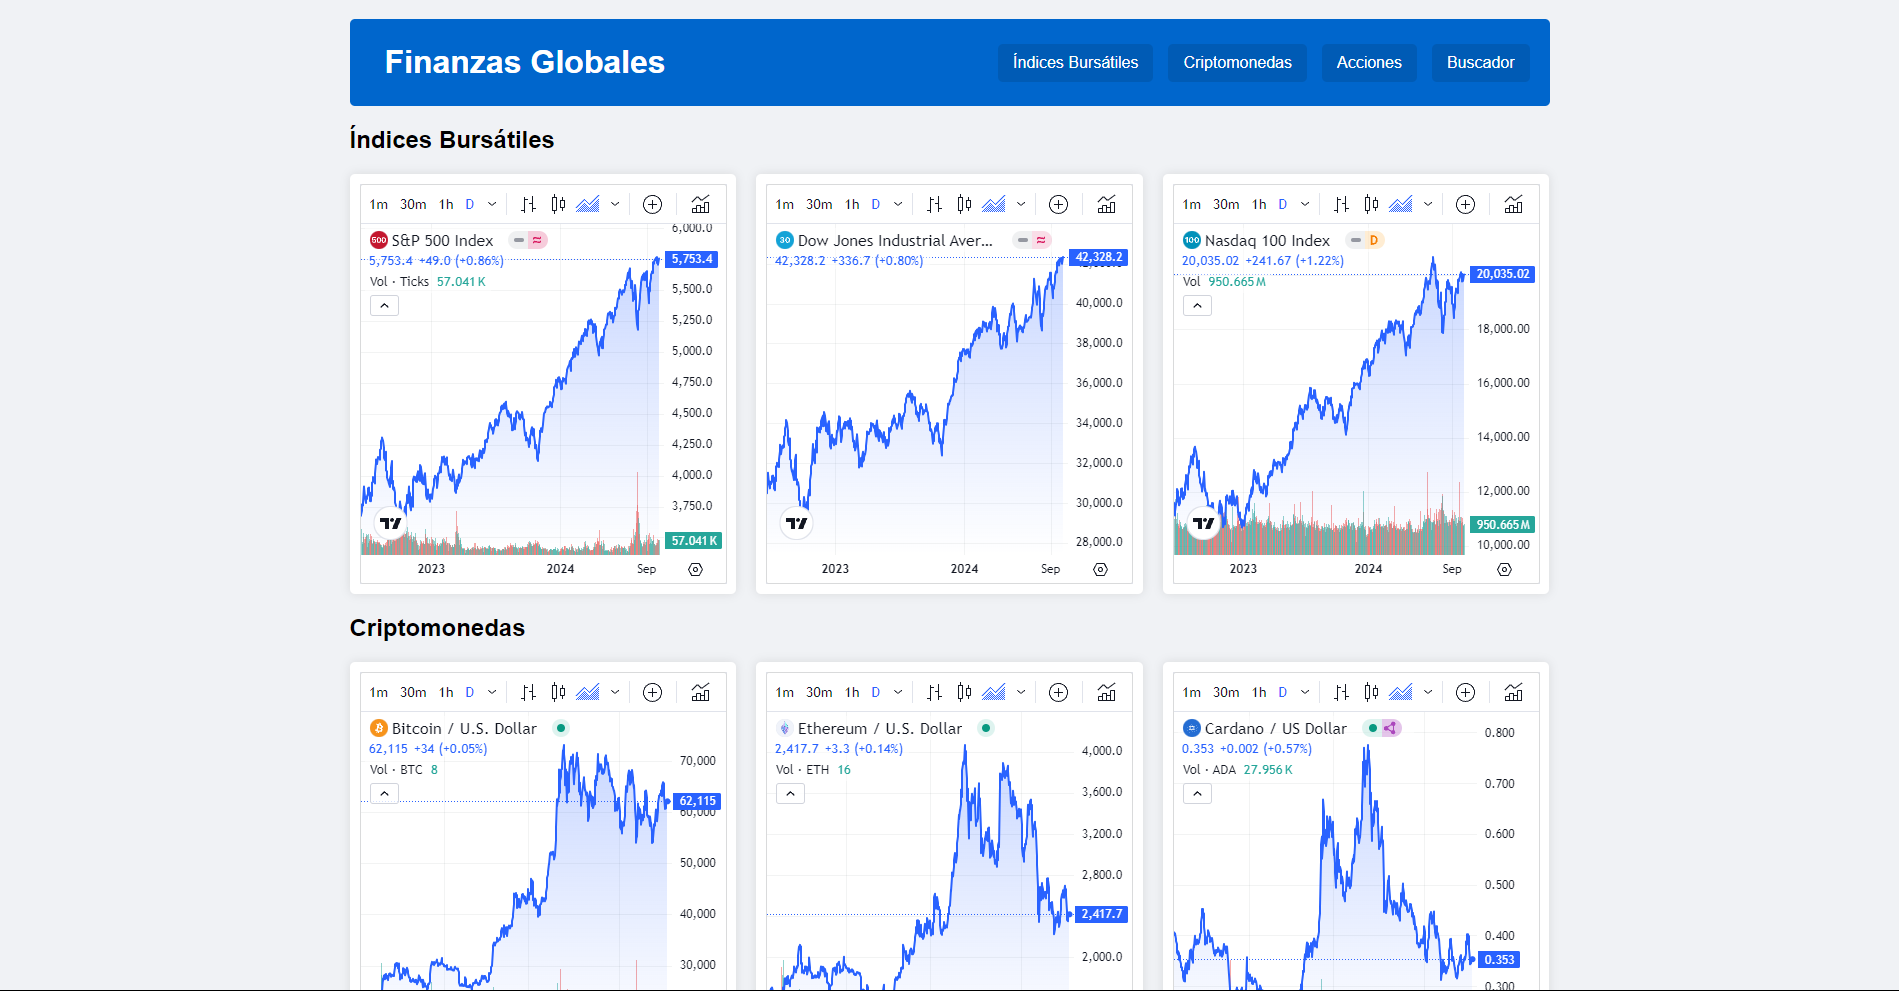 Finanzas Globales
Índices Bursátiles Criptomonedas Acciones Buscador
Índices Bursátiles
1m 30m 1h D
500 S&P 500 Index
5,753.4 +49.0 (+0.86%)
Vol · Ticks 57.041 K
6,000.0
5,753.4
5,500.0
5,250.0
5,000.0
4,750.0
4,500.0
4,250.0
4,000.0
3,750.0
57.041 K
2023 2024 Sep
1m 30m 1h D
30 Dow Jones Industrial Aver...
42,328.2 +336.7 (+0.80%)
42,328.2
40,000.0
38,000.0
36,000.0
34,000.0
32,000.0
30,000.0
28,000.0
2023 2024 Sep
1m 30m 1h D
100 Nasdaq 100 Index D
20,035.02 +241.67 (+1.22%)
Vol 950.665 M
20,035.02
18,000.00
16,000.00
14,000.00
12,000.00
950.665 M
10,000.00
2023 2024 Sep
Criptomonedas
1m 30m 1h D
Bitcoin / U.S. Dollar
62,115 +34 (+0.05%)
Vol · BTC 8
70,000
62,115
60,000
50,000
40,000
30,000
1m 30m 1h D
Ethereum / U.S. Dollar
2,417.7 +3.3 (+0.14%)
Vol · ETH 16
4,000.0
3,600.0
3,200.0
2,800.0
2,417.7
2,000.0
1m 30m 1h D
Cardano / US Dollar
0.353 +0.002 (+0.57%)
Vol · ADA 27.956 K
0.800
0.700
0.600
0.500
0.400
0.353
0.300